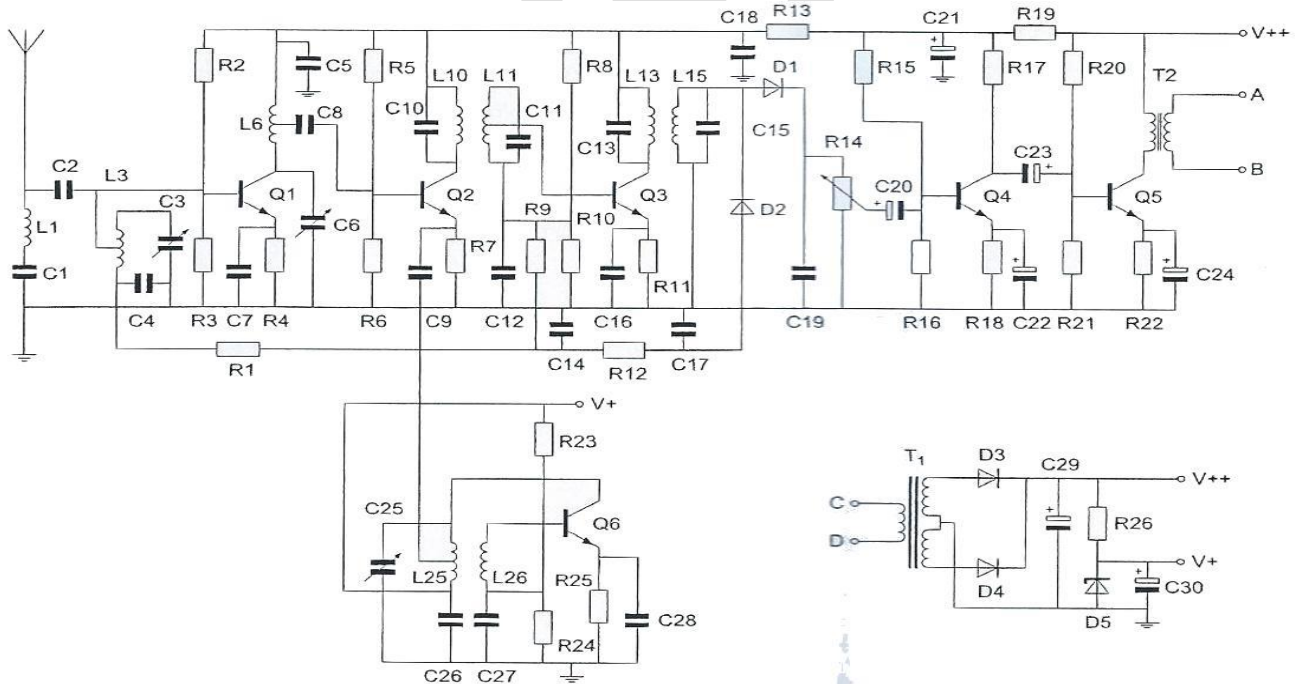 C18 R13 C21 R19
V++
R2 C5 R5 L10 L11 R8 L13 L15 D1 R15 R17 R20 T2
A
L6 C8 C10 C11 C13 C15 R14
C2 L3 C3 Q1 Q2 Q3 C20 Q4 C23 Q5 B
L1 C6 R9 R10 D2
R7
C1 R11 C24
C4 R3 C7 R4 R6 C9 C12 C16 C19 R16 R18 C22 R21 R22
R1 C14 R12 C17
V+
R23
T1 D3 C29
V++
C25 Q6 C R26
D
L25 L26 R25 D4 V+
C30
R24 C28 D5
C26 C27
+
+
+
+
+
+
+